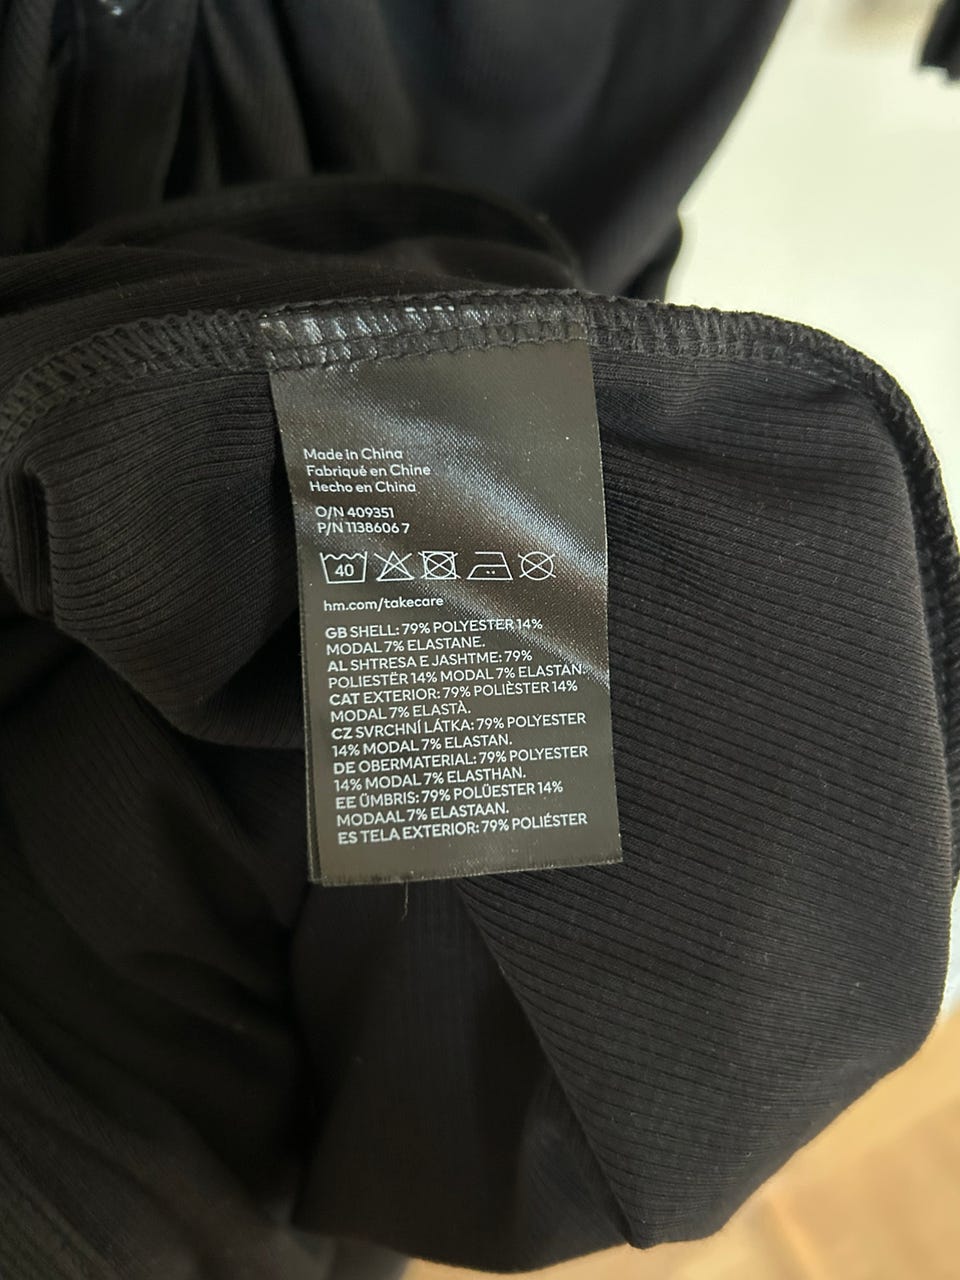 Made in China
Fabriqué en Chine
Hecho en China
O/N 409351
P/N 1138606 7
40
hm.com/takecare
GB SHELL: 79% POLYESTER 14%
MODAL 7% ELASTANE.
AL SHTRESA E JASHTME: 79%
POLIESTËR 14% MODAL 7% ELASTAN.
CAT EXTERIOR: 79% POLIÈSTER 14%
MODAL 7% ELASTÀ.
CZ SVRCHNÍ LÁTKA: 79% POLYESTER
14% MODAL 7% ELASTAN.
DE OBERMATERIAL: 79% POLYESTER
14% MODAL 7% ELASTHAN.
EE ÜMBRIS: 79% POLÜESTER 14%
MODAAL 7% ELASTAAN.
ES TELA EXTERIOR: 79% POLIÉSTER